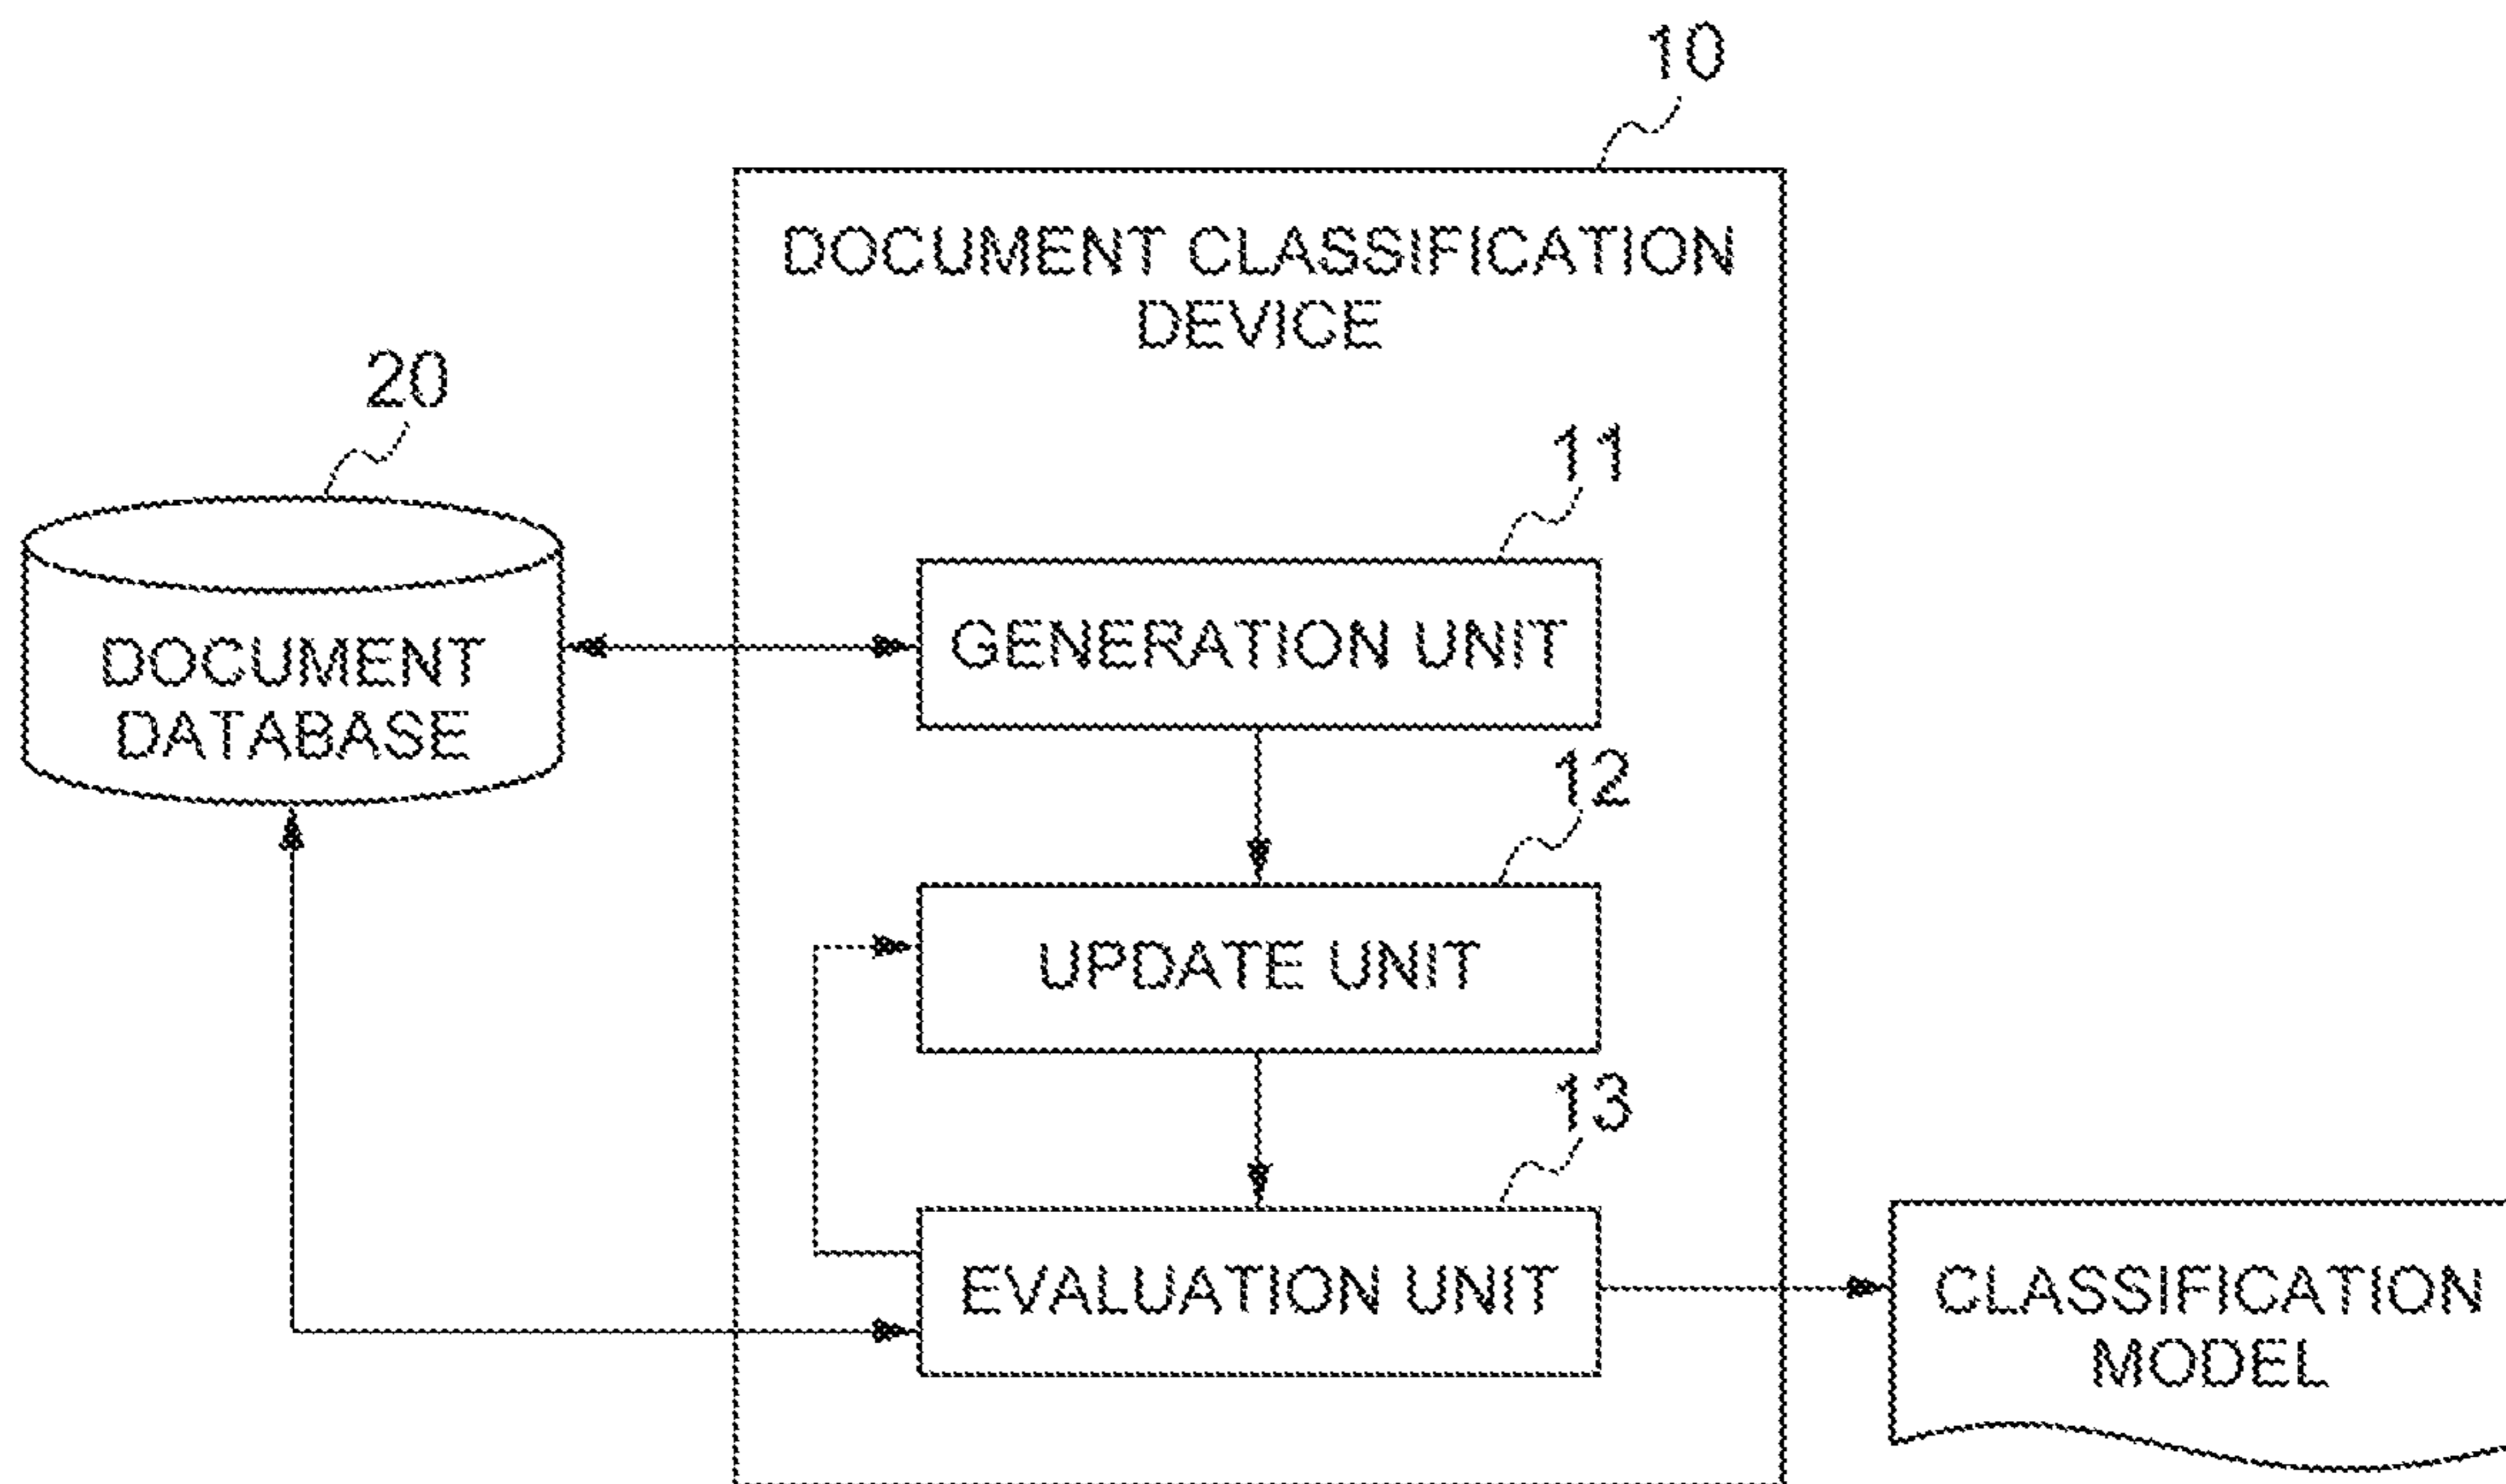 10
DOCUMENT CLASSIFICATION
DEVICE
20
11
GENERATION UNIT
DOCUMENT
DATABASE
12
UPDATE UNIT
13
EVALUATION UNIT
CLASSIFICATION
MODEL